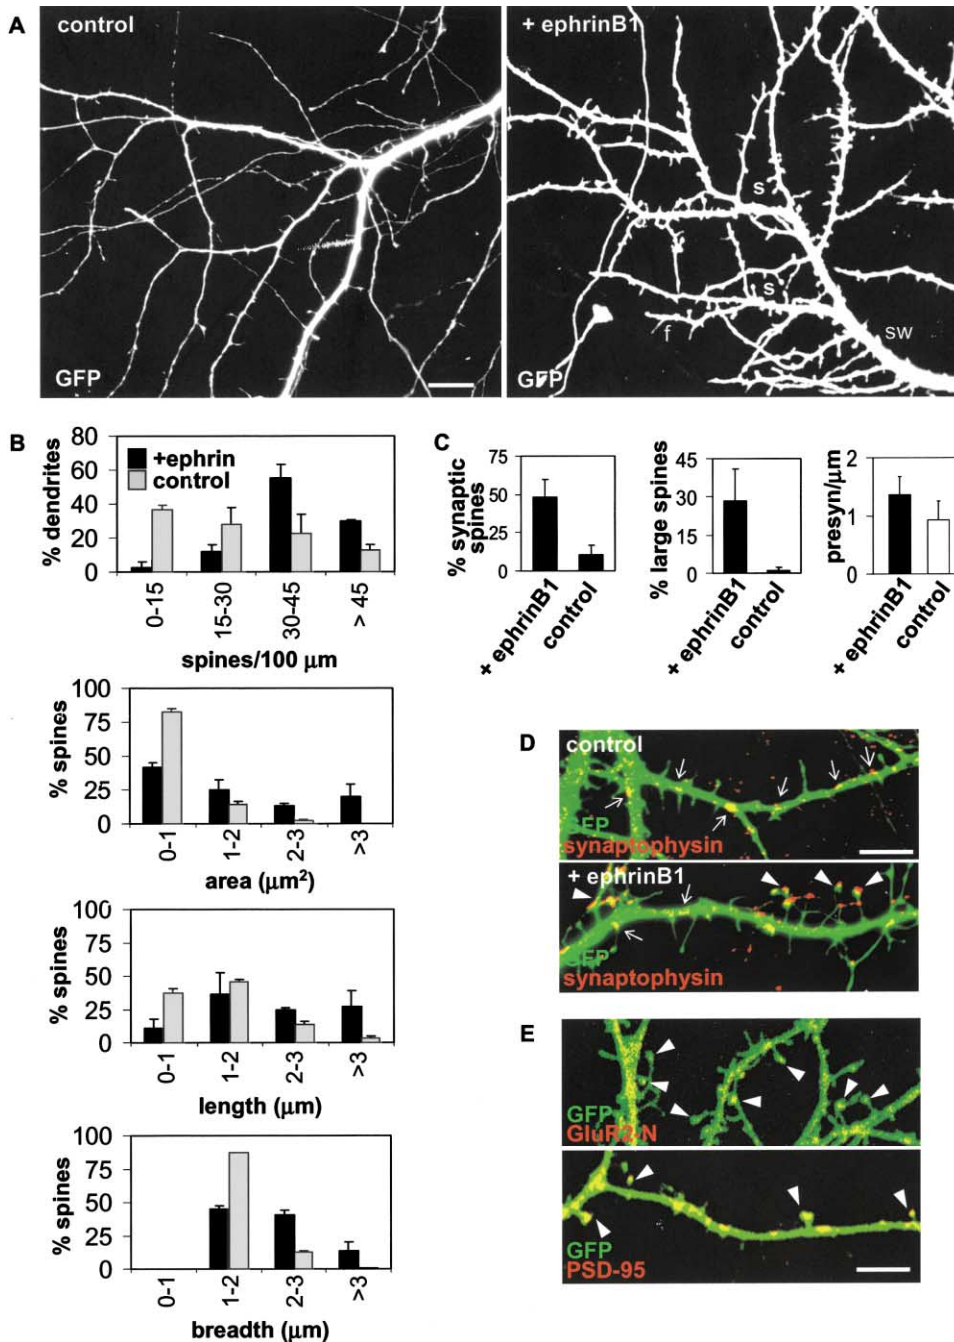 A
control
GFP
+ ephrinB1
s
s
f
sw
GFP
B
% dendrites
80
60
40
20
0
+ephrin
control
0-15
15-30
30-45
> 45
spines/100 µm
% spines
100
75
50
25
0
0-1
1-2
2-3
>3
area (µm²)
% spines
100
75
50
25
0
0-1
1-2
2-3
>3
length (µm)
% spines
100
75
50
25
0
0-1
1-2
2-3
>3
breadth (µm)
C
% synaptic
spines
75
50
25
0
+ ephrinB1
control
% large spines
45
30
15
0
+ ephrinB1
control
presyn/µm
2
1
0
+ ephrinB1
control
D
control
GFP
synaptophysin
+ ephrinB1
GFP
synaptophysin
E
GFP
GluR2-N
GFP
PSD-95